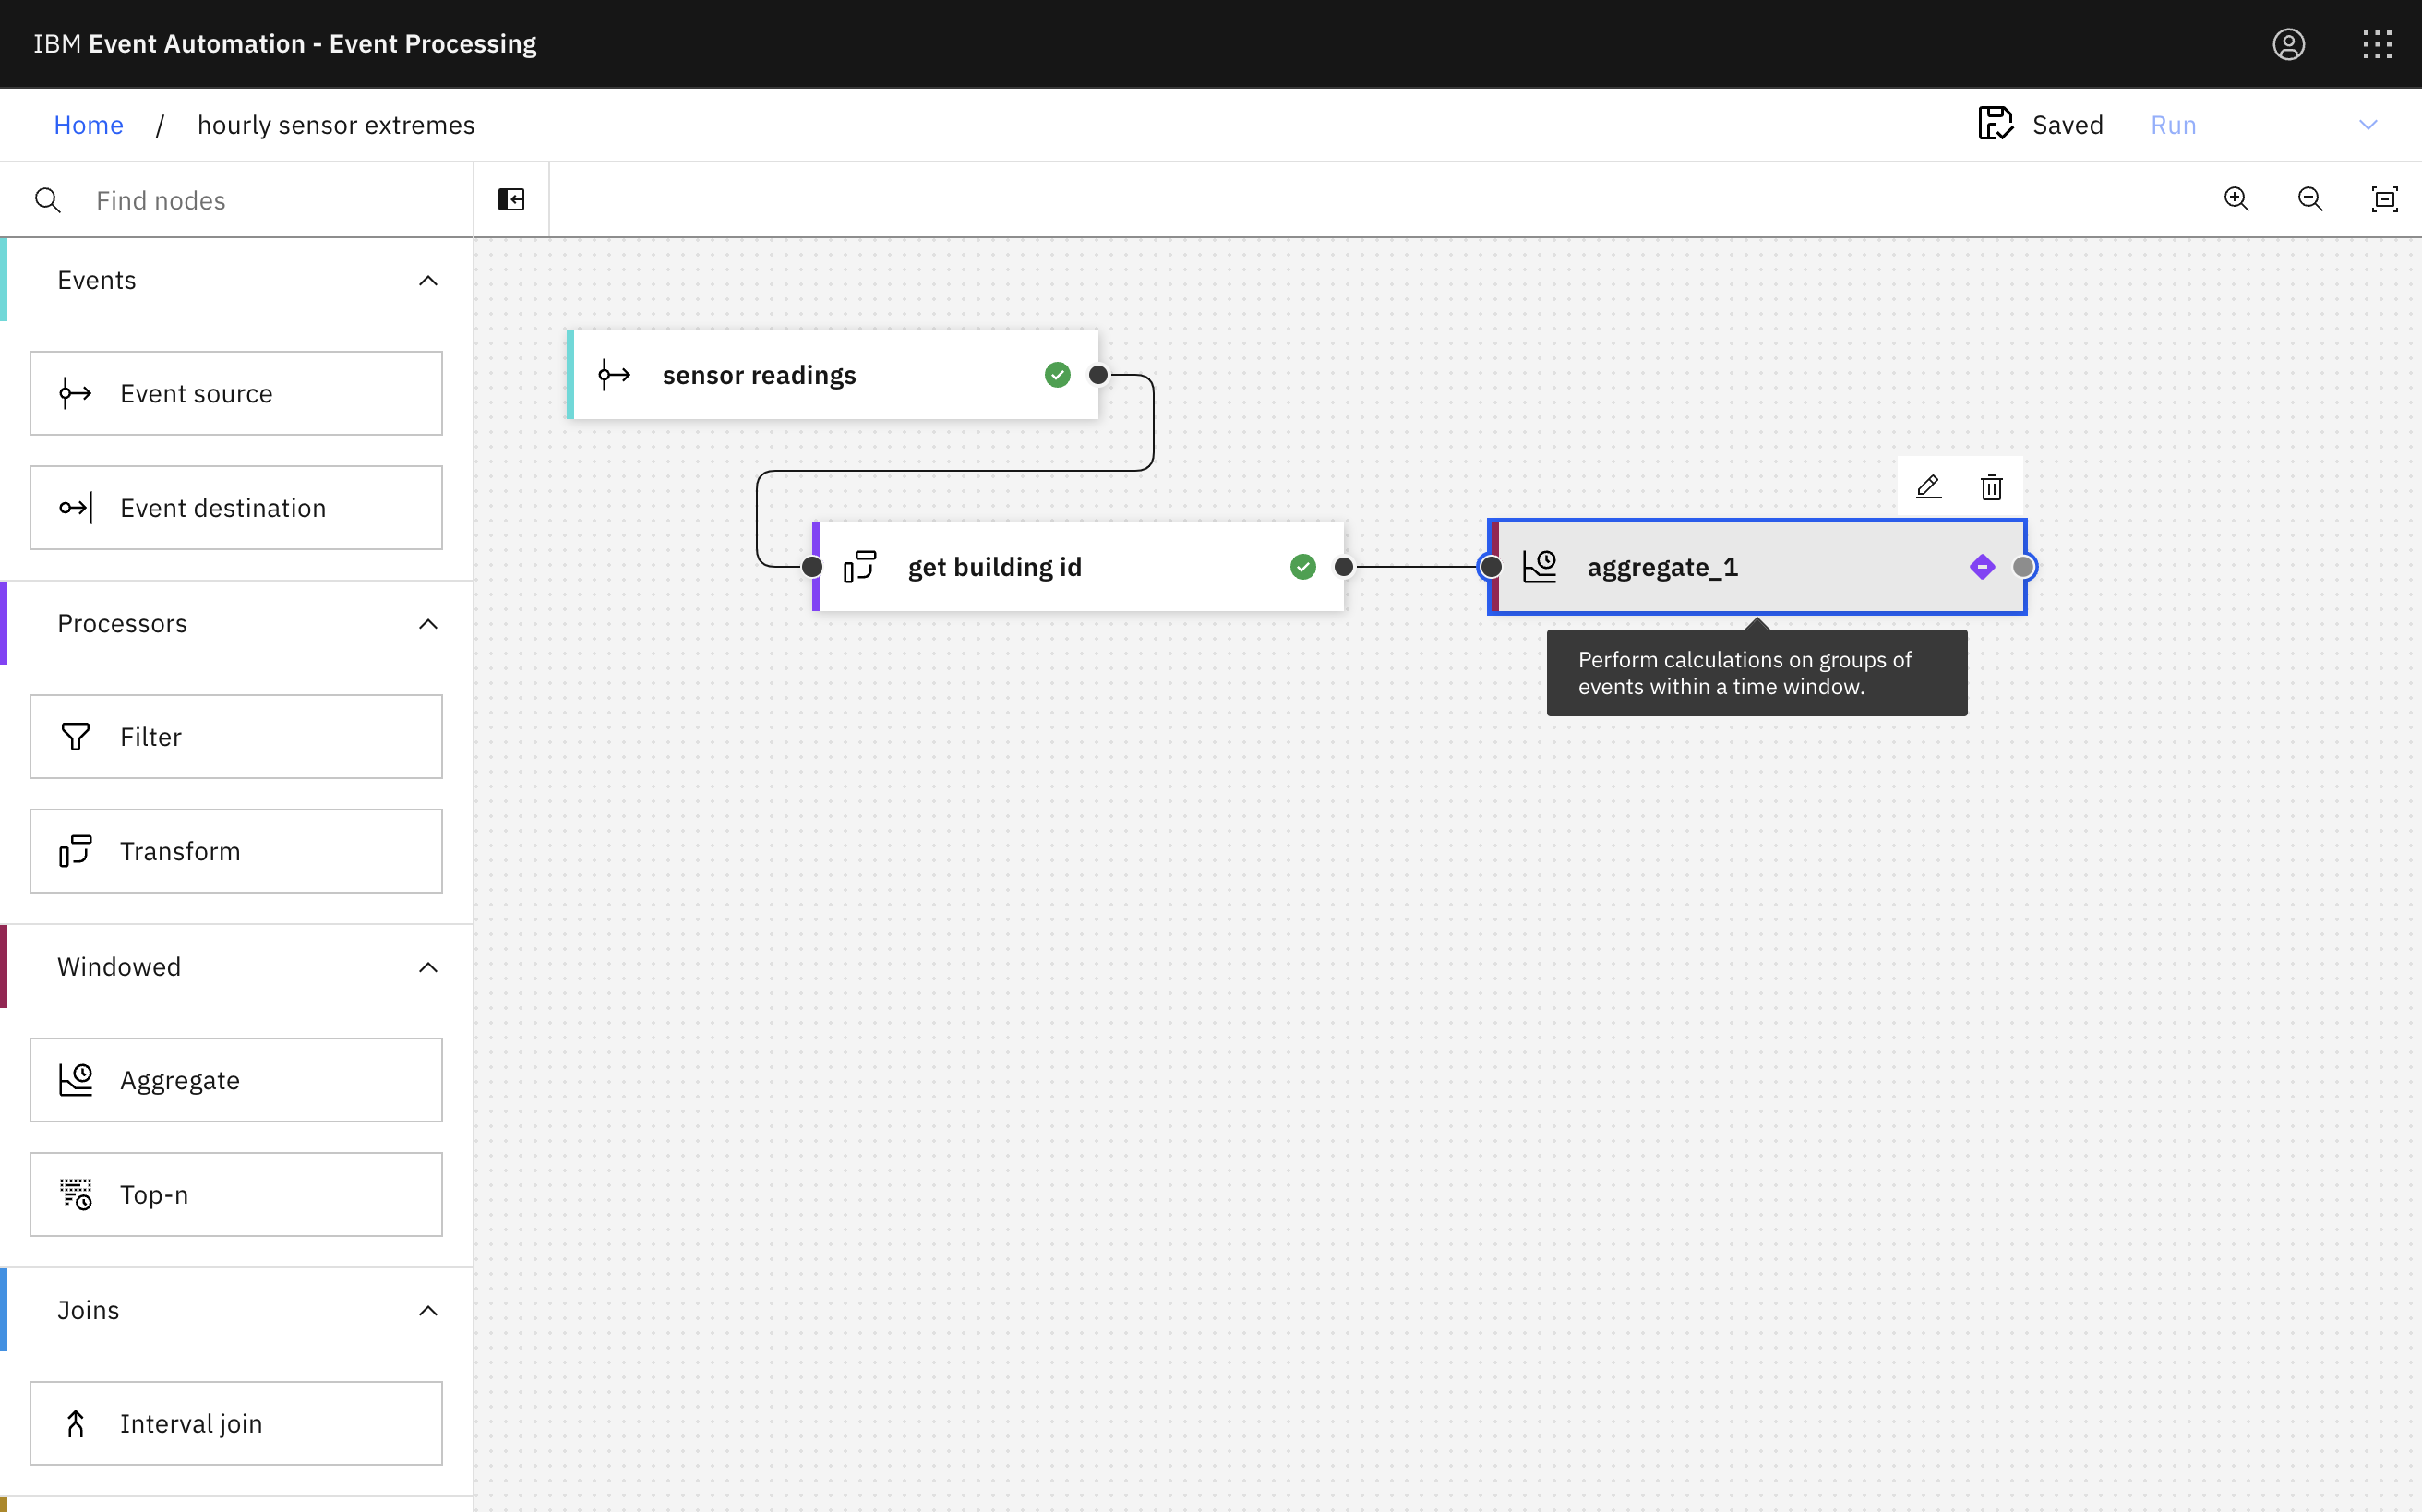 IBM Event Automation - Event Processing
Home / hourly sensor extremes
Saved
Run
Find nodes
Events
Event source
Event destination
Processors
Filter
Transform
Windowed
Aggregate
Top-n
Joins
Interval join
sensor readings
get building id
aggregate_1
Perform calculations on groups of
events within a time window.